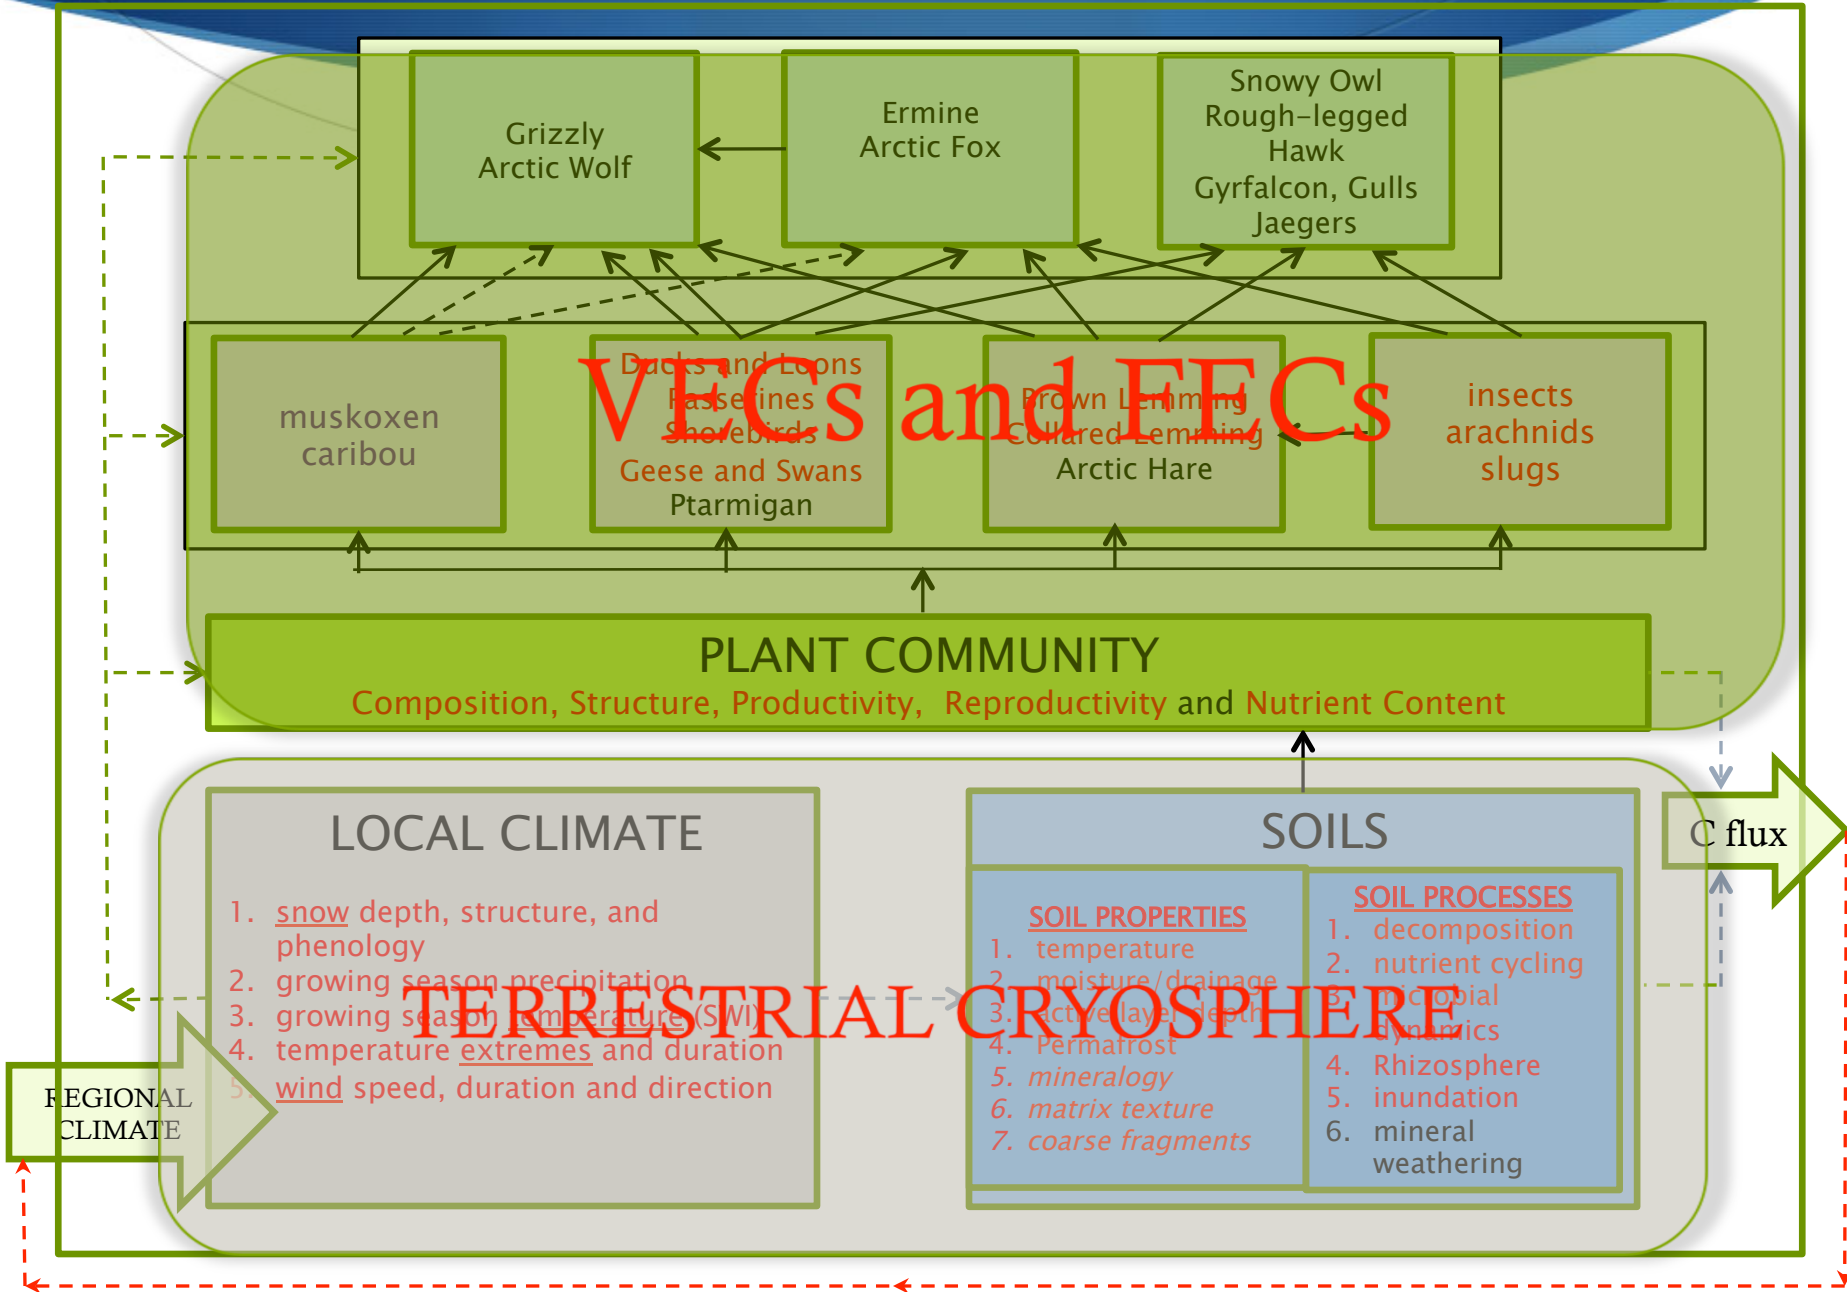 Grizzly
Arctic Wolf
Ermine
Arctic Fox
Snowy Owl
Rough-legged
Hawk
Gyrfalcon, Gulls
Jaegers
muskoxen
caribou
Ducks and Loons
Passerines
Shorebirds
Geese and Swans
Ptarmigan
Brown Lemming
Collared Lemming
Arctic Hare
insects
arachnids
slugs
VECs and FECs
PLANT COMMUNITY
Composition, Structure, Productivity, Reproductivity and Nutrient Content
LOCAL CLIMATE
1. snow depth, structure, and
phenology
2. growing season precipitation
3. growing season temperature (SWI)
4. temperature extremes and duration
5. wind speed, duration and direction
SOILS
SOIL PROPERTIES
1. temperature
2. moisture/drainage
3. active layer depth
4. Permafrost
5. mineralogy
6. matrix texture
7. coarse fragments
SOIL PROCESSES
1. decomposition
2. nutrient cycling
3. microbial
dynamics
4. Rhizosphere
5. inundation
6. mineral
weathering
TERRESTRIAL CRYOSPHERE
C flux
REGIONAL
CLIMATE